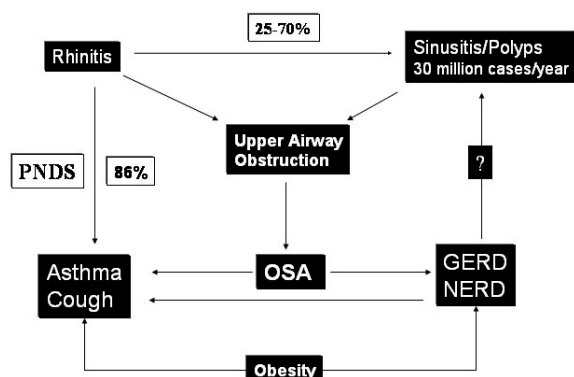 25-70%
Rhinitis
Sinusitis/Polyps
30 million cases/year
Upper Airway
Obstruction
PNDS
86%
?
Asthma
Cough
OSA
GERD
NERD
Obesity